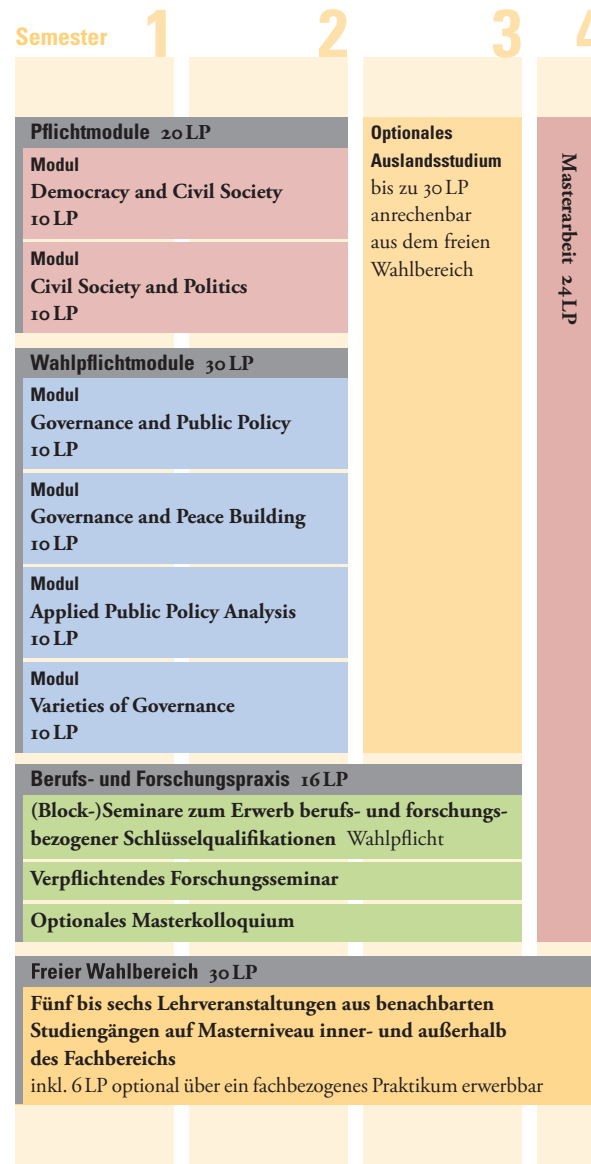 Semester 1 2 3 4
Pflichtmodule 20 LP
Modul
Democracy and Civil Society
10 LP
Modul
Civil Society and Politics
10 LP
Optionales
Auslandsstudium
bis zu 30 LP
anrechenbar
aus dem freien
Wahlbereich
Masterarbeit 24 LP
Wahlpflichtmodule 30 LP
Modul
Governance and Public Policy
10 LP
Modul
Governance and Peace Building
10 LP
Modul
Applied Public Policy Analysis
10 LP
Modul
Varieties of Governance
10 LP
Berufs- und Forschungspraxis 16 LP
(Block-)Seminare zum Erwerb berufs- und forschungs-
bezogener Schlüsselqualifikationen Wahlpflicht
Verpflichtendes Forschungsseminar
Optionales Masterkolloquium
Freier Wahlbereich 30 LP
Fünf bis sechs Lehrveranstaltungen aus benachbarten
Studiengängen auf Masterniveau inner- und außerhalb
des Fachbereichs
inkl. 6 LP optional über ein fachbezogenes Praktikum erwerbbar